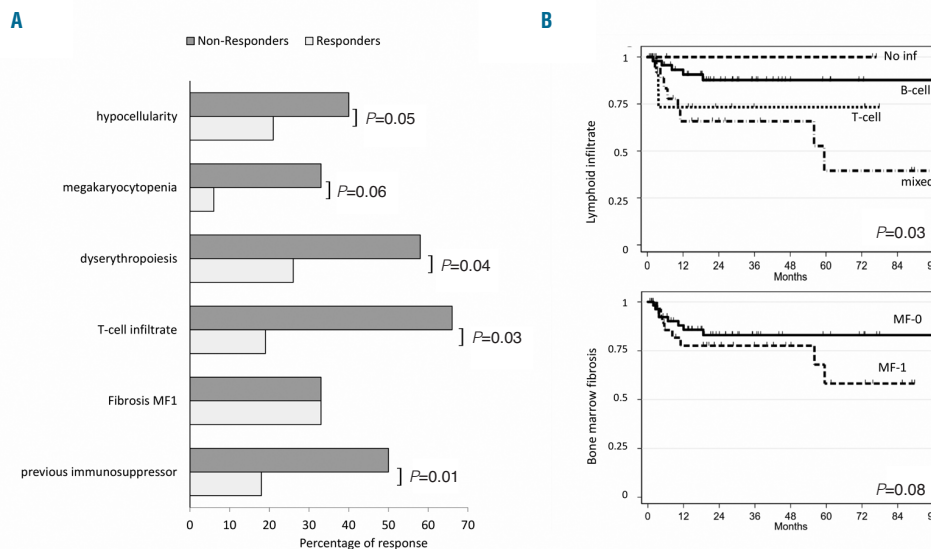 A
Non-Responders Responders
hypocellularity
P=0.05
megakaryocytopenia
P=0.06
dyserythropoiesis
P=0.04
T-cell infiltrate
P=0.03
Fibrosis MF1
previous immunosuppressor
P=0.01
0 10 20 30 40 50 60 70
Percentage of response
B
Lymphoid infiltrate
1
0.75
0.5
0.25
0
No inf
B-cell
T-cell
mixed
P=0.03
0 12 24 36 48 60 72 84
Months
Bone marrow fibrosis
1
0.75
0.5
0.25
0
MF-0
MF-1
P=0.08
0 12 24 36 48 60 72 84
Months